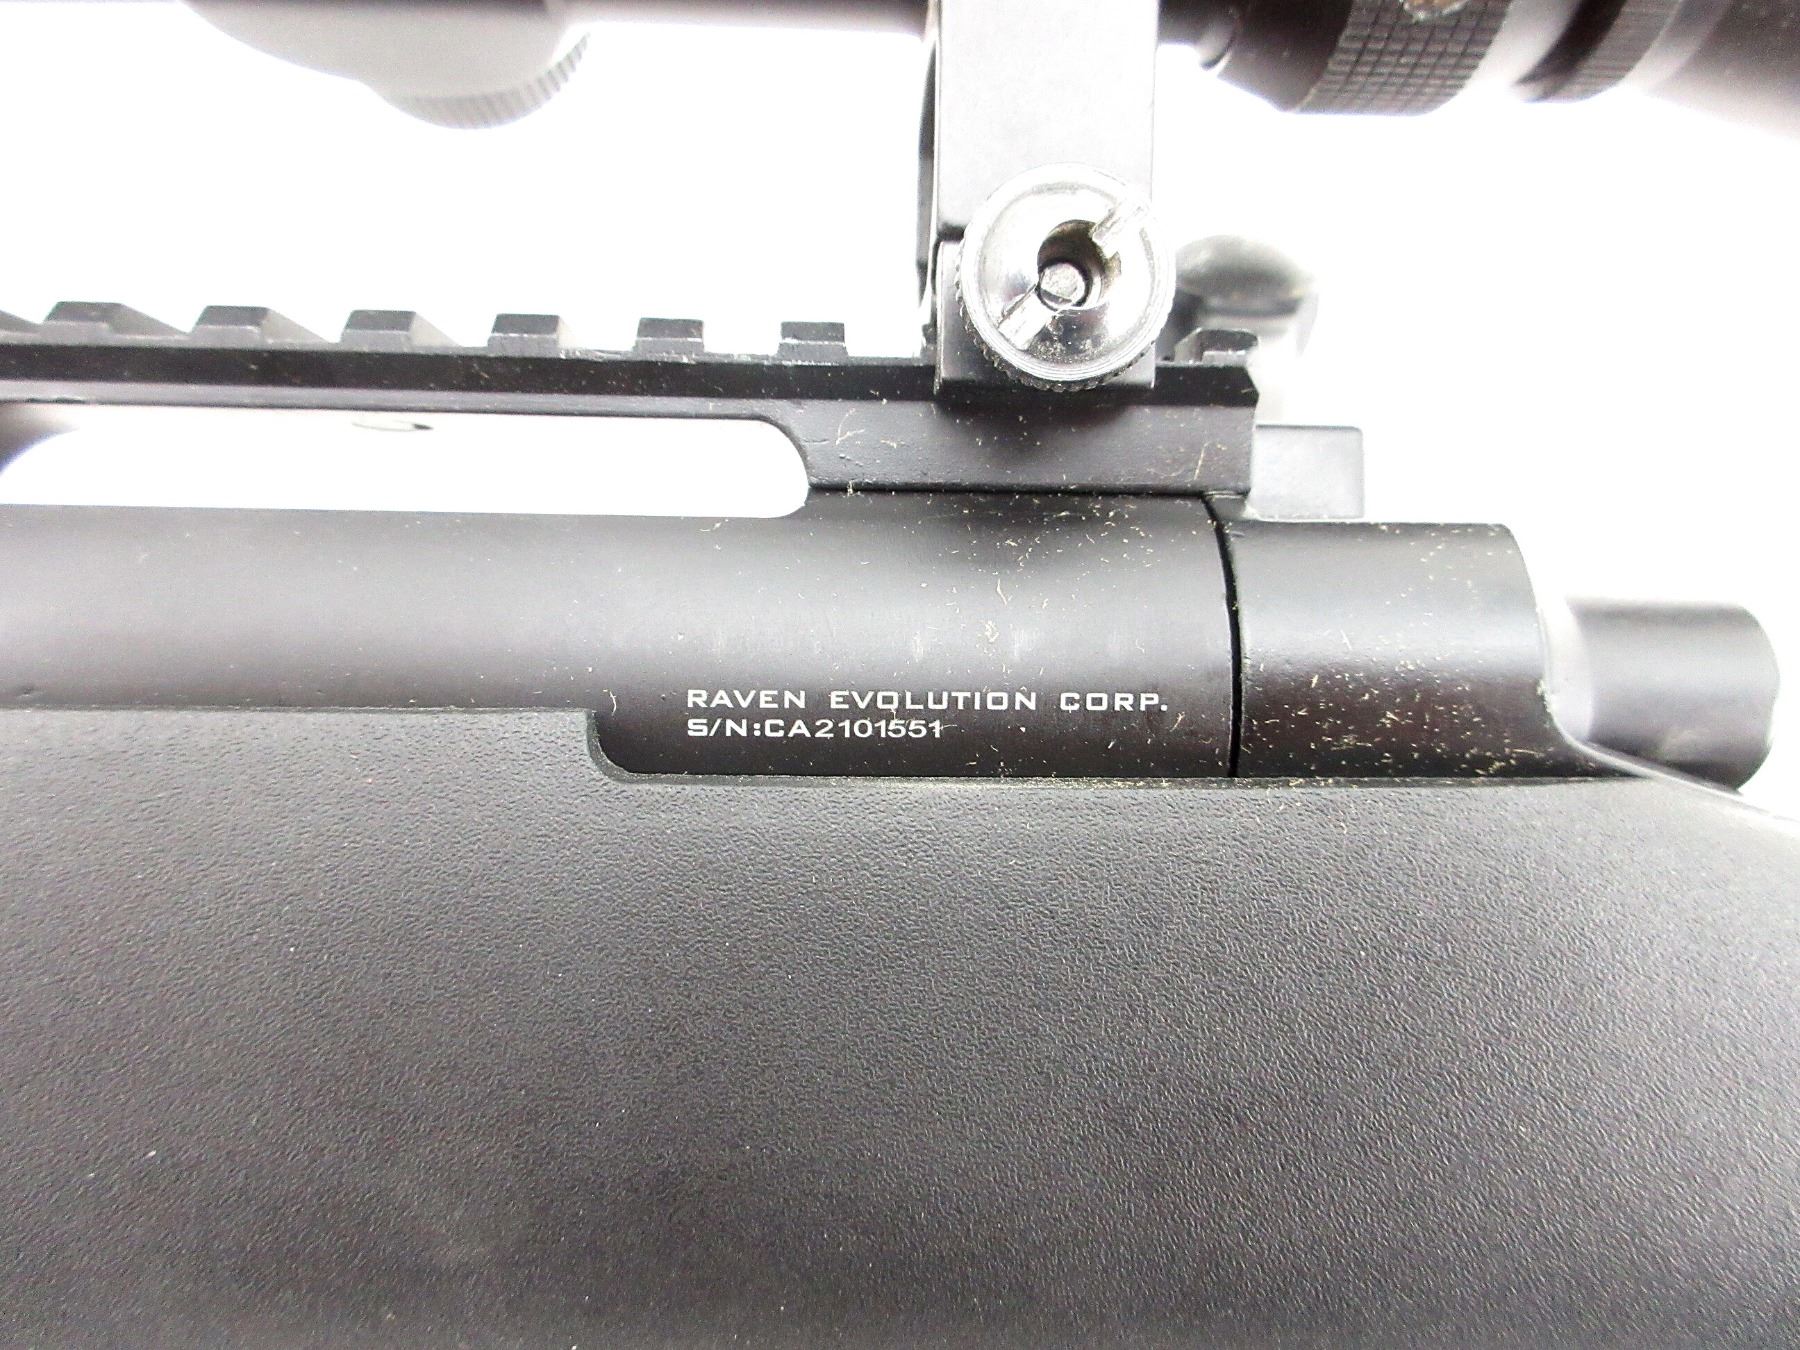 RAVEN EVOLUTION CORP.
S/N:CA2101551